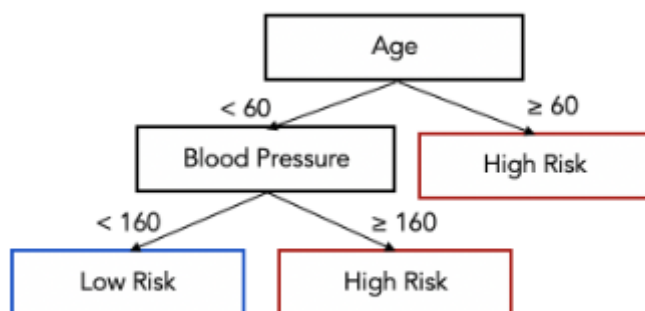 Age
< 60
≥ 60
Blood Pressure
High Risk
< 160
≥ 160
Low Risk
High Risk